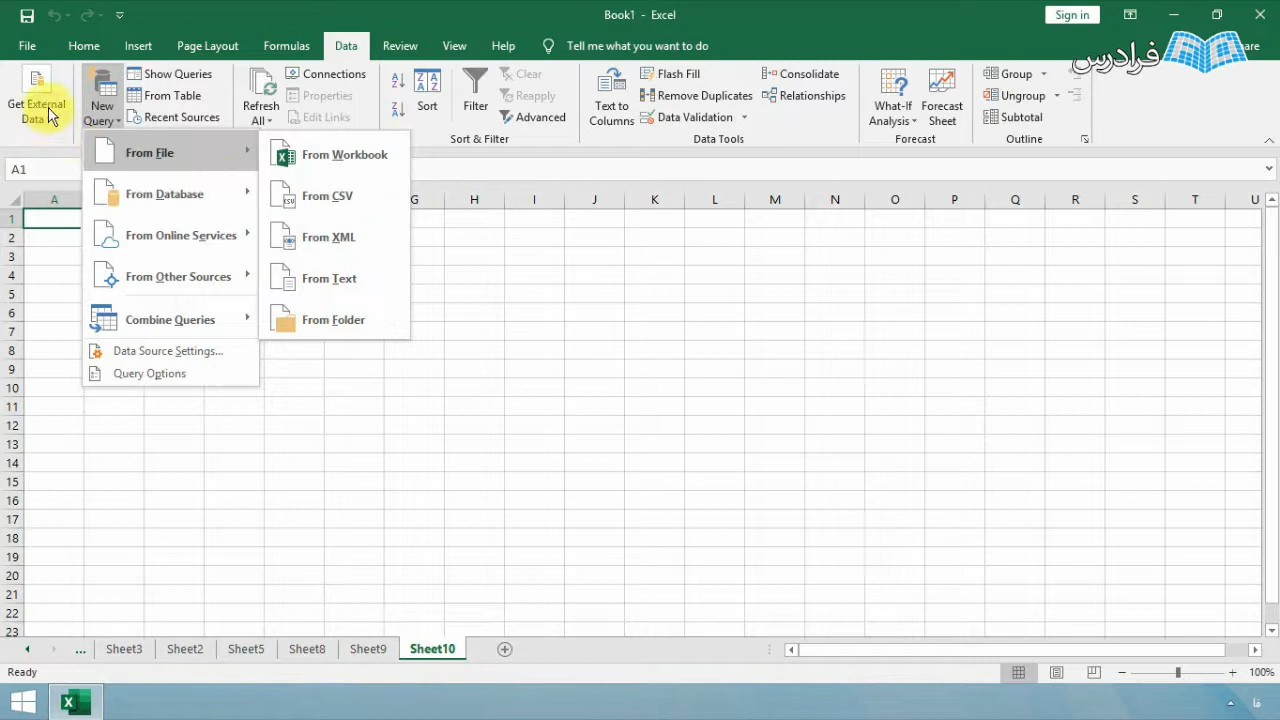 Book1 - Excel
Sign in
File Home Insert Page Layout Formulas Data Review View Help Tell me what you want to do
فرادرس
Get External
Data
New
Query
Show Queries
From Table
Recent Sources
Refresh
All
Connections
Properties
Edit Links
Sort
Filter
Clear
Reapply
Advanced
Sort & Filter
Text to
Columns
Flash Fill
Remove Duplicates
Data Validation
Consolidate
Relationships
Data Tools
What-If
Analysis
Forecast
Sheet
Forecast
Group
Ungroup
Subtotal
Outline
A1
From File
From Database
From Online Services
From Other Sources
Combine Queries
Data Source Settings...
Query Options
From Workbook
From CSV
From XML
From Text
From Folder
A G H I J K L M N O P Q R S T U
1
2
3
4
5
6
7
8
9
10
11
12
13
14
15
16
17
18
19
20
21
22
23
... Sheet3 Sheet2 Sheet5 Sheet8 Sheet9 Sheet10
Ready
100%
فا